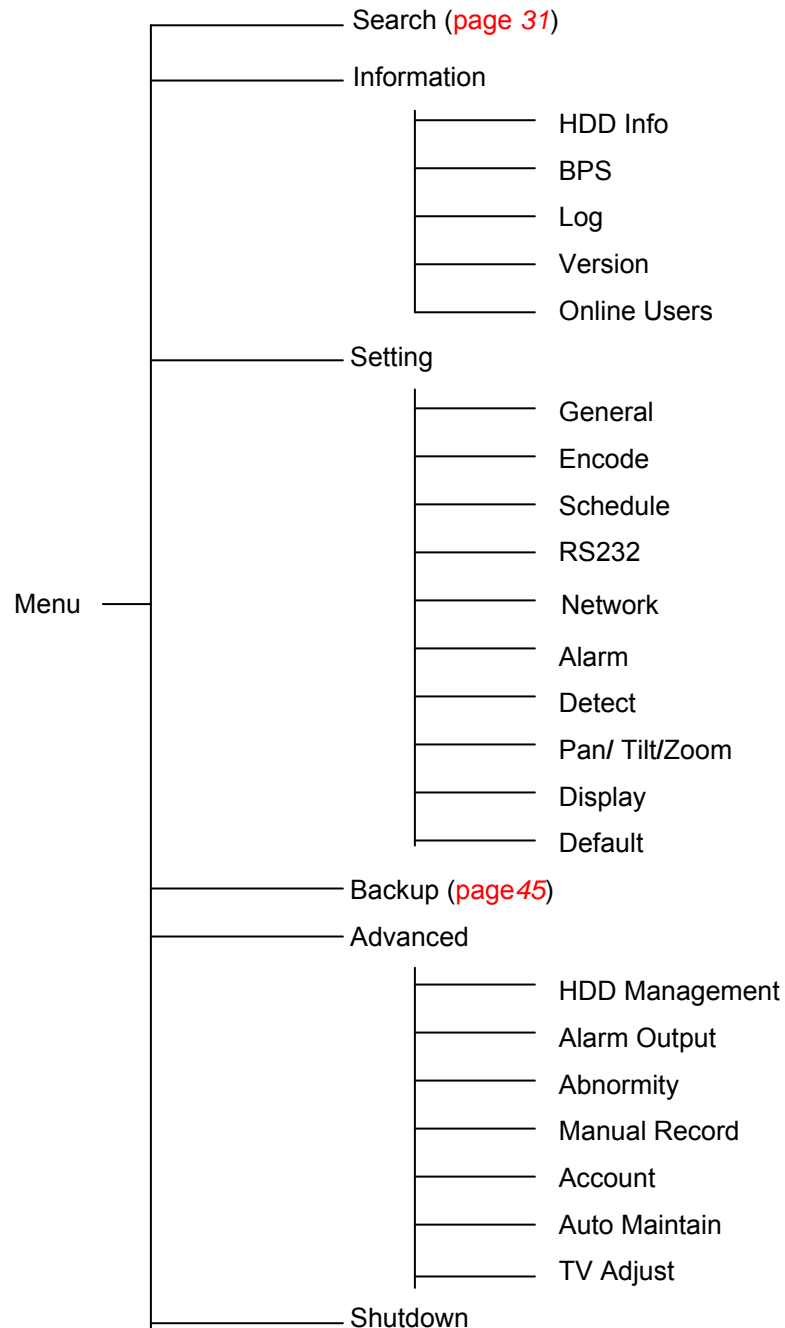 Search (page 31)
Information
HDD Info
BPS
Log
Version
Online Users
Setting
General
Encode
Schedule
RS232
Menu
Network
Alarm
Detect
Pan/ Tilt/Zoom
Display
Default
Backup (page45)
Advanced
HDD Management
Alarm Output
Abnormity
Manual Record
Account
Auto Maintain
TV Adjust
Shutdown